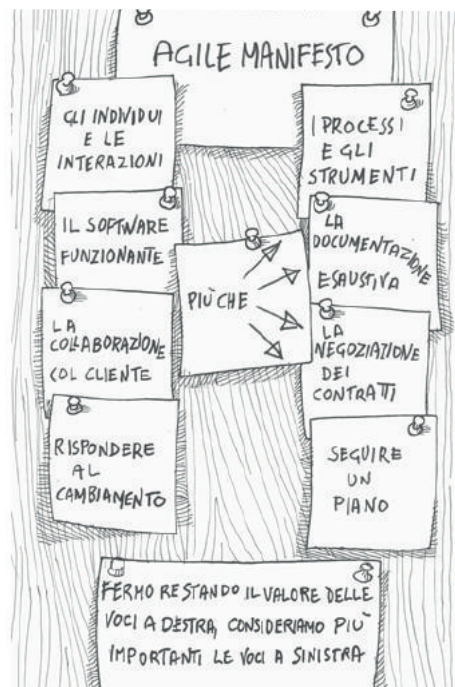 AGILE MANIFESTO
GLI INDIVIDUI
E LE
INTERAZIONI
IL SOFTWARE
FUNZIONANTE
LA
COLLABORAZIONE
COL CLIENTE
RISPONDERE
AL
CAMBIAMENTO
PIÙ CHE
I PROCESSI
E GLI
STRUMENTI
LA
DOCUMENTAZIONE
ESAUSTIVA
LA
NEGOZIAZIONE
DEI
CONTRATTI
SEGUIRE
UN
PIANO
FERMO RESTANDO IL VALORE DELLE
VOCI A DESTRA, CONSIDERIAMO PIÙ
IMPORTANTI LE VOCI A SINISTRA